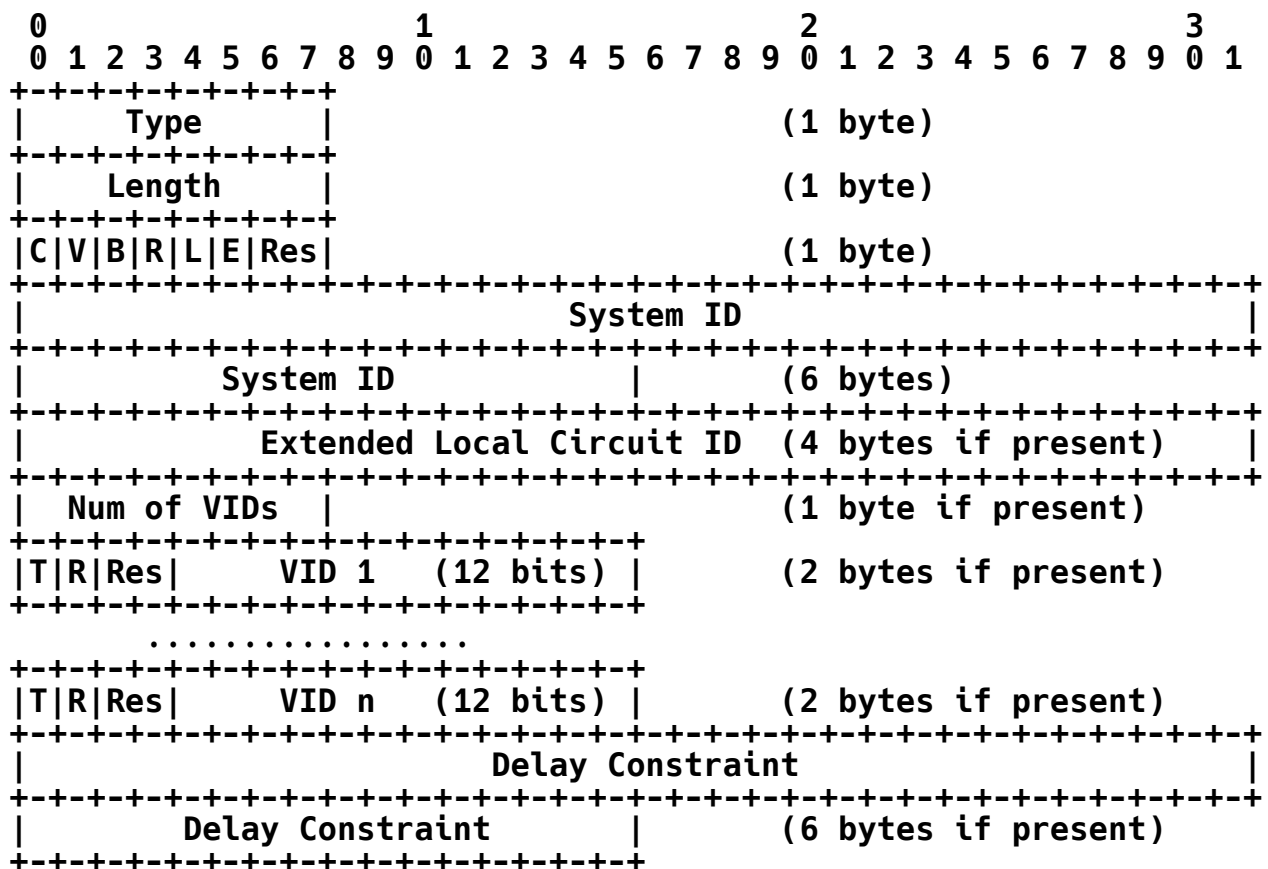 0                   1                   2                   3
 0 1 2 3 4 5 6 7 8 9 0 1 2 3 4 5 6 7 8 9 0 1 2 3 4 5 6 7 8 9 0 1
+-+-+-+-+-+-+-+-+
|     Type      |                       (1 byte)
+-+-+-+-+-+-+-+-+
|    Length     |                       (1 byte)
+-+-+-+-+-+-+-+-+
|C|V|B|R|L|E|Res|                       (1 byte)
+-+-+-+-+-+-+-+-+-+-+-+-+-+-+-+-+-+-+-+-+-+-+-+-+-+-+-+-+-+-+-+-+
|                            System ID                          |
+-+-+-+-+-+-+-+-+-+-+-+-+-+-+-+-+-+-+-+-+-+-+-+-+-+-+-+-+-+-+-+-+
|          System ID            |       (6 bytes)
+-+-+-+-+-+-+-+-+-+-+-+-+-+-+-+-+-+-+-+-+-+-+-+-+-+-+-+-+-+-+-+-+
|            Extended Local Circuit ID  (4 bytes if present)    |
+-+-+-+-+-+-+-+-+-+-+-+-+-+-+-+-+-+-+-+-+-+-+-+-+-+-+-+-+-+-+-+-+
|  Num of VIDs  |                       (1 byte if present)
+-+-+-+-+-+-+-+-+-+-+-+-+-+-+-+-+
|T|R|Res|     VID 1   (12 bits) |       (2 bytes if present)
+-+-+-+-+-+-+-+-+-+-+-+-+-+-+-+-+
       .................
+-+-+-+-+-+-+-+-+-+-+-+-+-+-+-+-+
|T|R|Res|     VID n   (12 bits) |       (2 bytes if present)
+-+-+-+-+-+-+-+-+-+-+-+-+-+-+-+-+-+-+-+-+-+-+-+-+-+-+-+-+-+-+-+-+
|                        Delay Constraint                       |
+-+-+-+-+-+-+-+-+-+-+-+-+-+-+-+-+-+-+-+-+-+-+-+-+-+-+-+-+-+-+-+-+
|        Delay Constraint       |       (6 bytes if present)
+-+-+-+-+-+-+-+-+-+-+-+-+-+-+-+-+